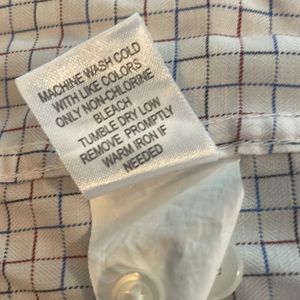 MACHINE WASH COLD
WITH LIKE COLORS
ONLY NON-CHLORINE
BLEACH
TUMBLE DRY LOW
REMOVE PROMPTLY
WARM IRON IF
NEEDED